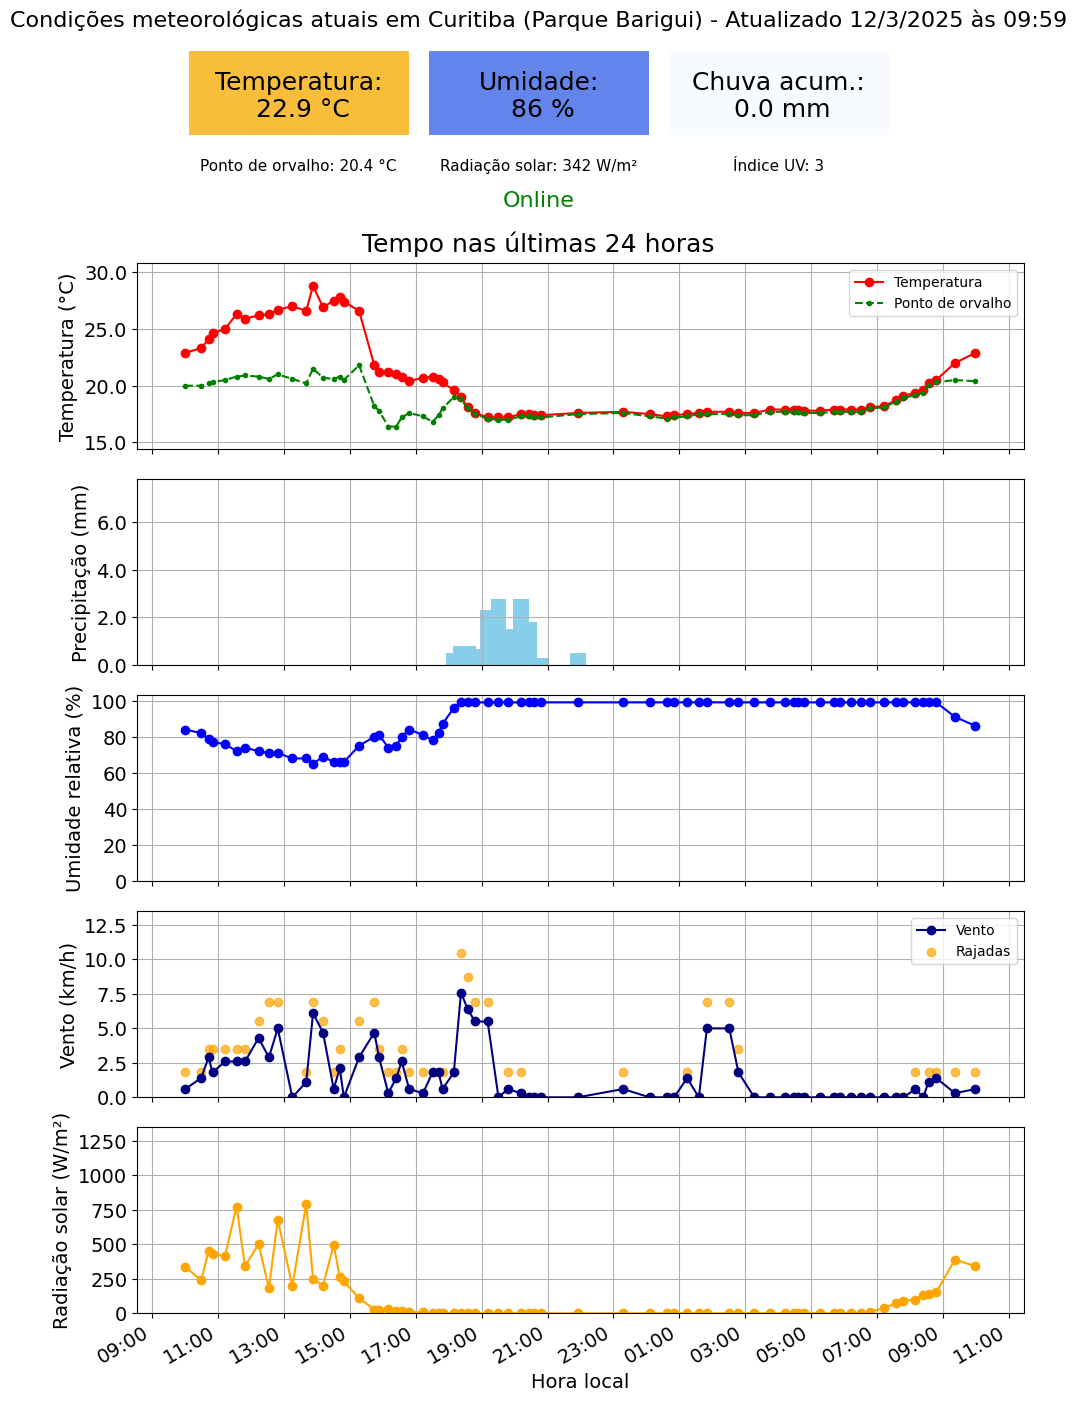 Condições meteorológicas atuais em Curitiba (Parque Barigui) - Atualizado 12/3/2025 às 09:59
Temperatura:
22.9 °C
Umidade:
86 %
Chuva acum.:
0.0 mm
Ponto de orvalho: 20.4 °C
Radiação solar: 342 W/m²
Índice UV: 3
Online
Tempo nas últimas 24 horas
Temperatura (°C)
30.0
25.0
20.0
15.0
Temperatura
Ponto de orvalho
Precipitação (mm)
6.0
4.0
2.0
0.0
Umidade relativa (%)
100
80
60
40
20
0
Vento (km/h)
12.5
10.0
7.5
5.0
2.5
0.0
Vento
Rajadas
Radiação solar (W/m²)
1250
1000
750
500
250
0
09:00
11:00
13:00
15:00
17:00
19:00
21:00
23:00
01:00
03:00
05:00
07:00
09:00
11:00
Hora local